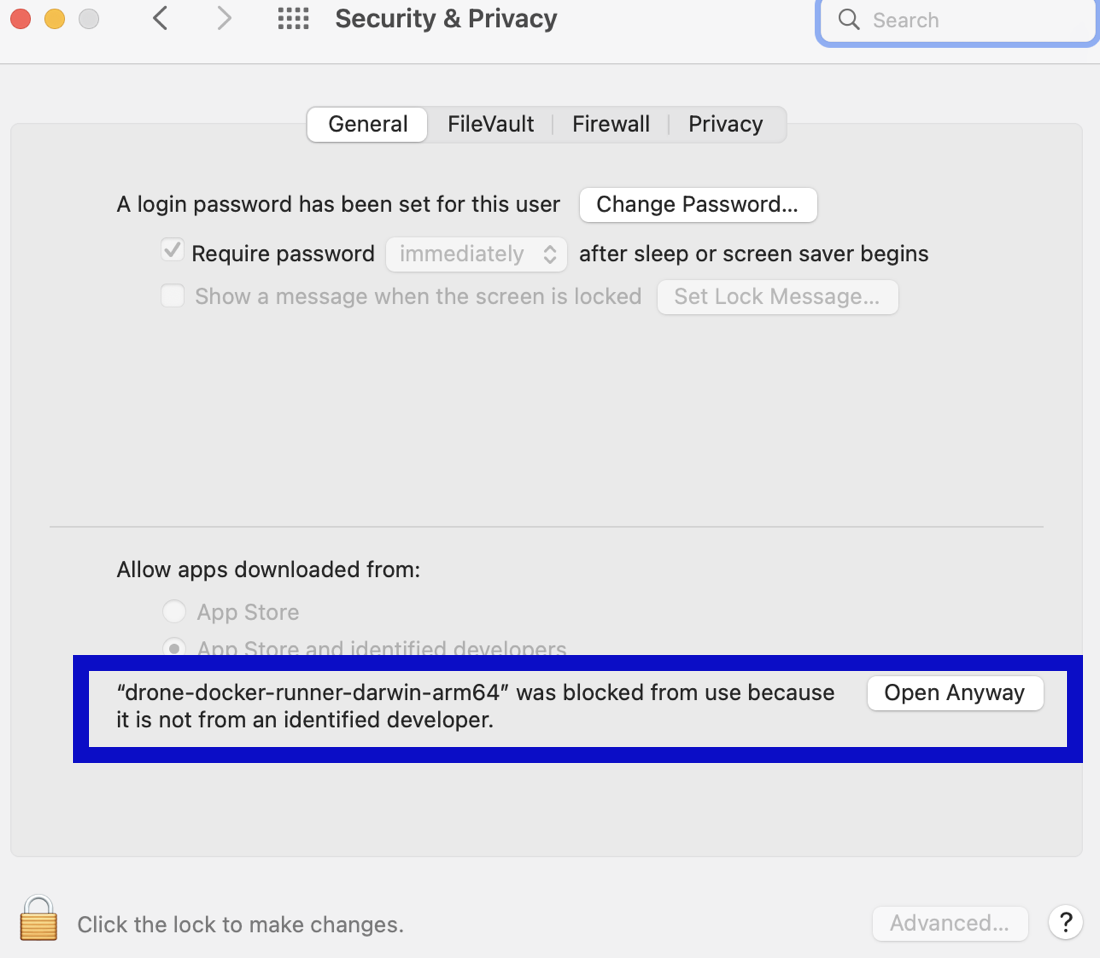 Security & Privacy
Search
General FileVault Firewall Privacy
A login password has been set for this user Change Password...
Require password immediately after sleep or screen saver begins
Show a message when the screen is locked Set Lock Message...
Allow apps downloaded from:
App Store
App Store and identified developers
“drone-docker-runner-darwin-arm64” was blocked from use because Open Anyway
it is not from an identified developer.
Click the lock to make changes.
Advanced... ?